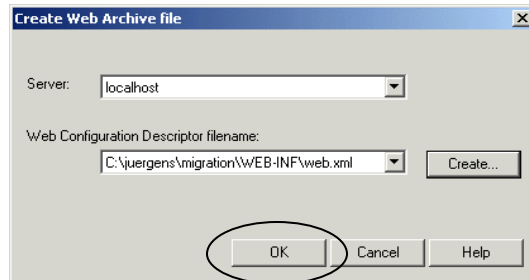 Create Web Archive file
Server:
localhost
Web Configuration Descriptor filename:
C:\juergens\migration\WEB-INF\web.xml
Create...
OK Cancel Help